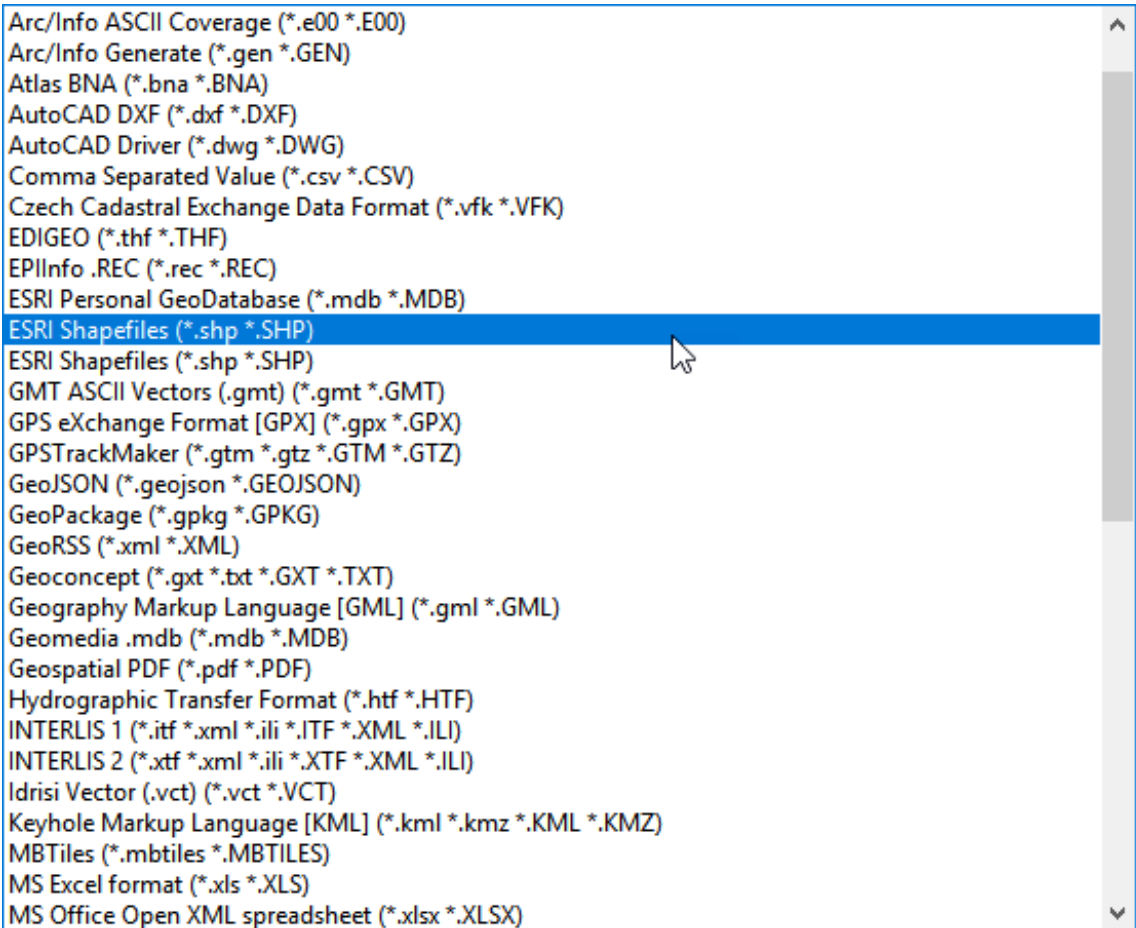 Arc/Info ASCII Coverage (*.e00 *.E00)
Arc/Info Generate (*.gen *.GEN)
Atlas BNA (*.bna *.BNA)
AutoCAD DXF (*.dxf *.DXF)
AutoCAD Driver (*.dwg *.DWG)
Comma Separated Value (*.csv *.CSV)
Czech Cadastral Exchange Data Format (*.vfk *.VFK)
EDIGEO (*.thf *.THF)
EPIInfo .REC (*.rec *.REC)
ESRI Personal GeoDatabase (*.mdb *.MDB)
ESRI Shapefiles (*.shp *.SHP)
ESRI Shapefiles (*.shp *.SHP)
GMT ASCII Vectors (.gmt) (*.gmt *.GMT)
GPS eXchange Format [GPX] (*.gpx *.GPX)
GPSTrackMaker (*.gtm *.gtz *.GTM *.GTZ)
GeoJSON (*.geojson *.GEOJSON)
GeoPackage (*.gpkg *.GPKG)
GeoRSS (*.xml *.XML)
Geoconcept (*.gxt *.txt *.GXT *.TXT)
Geography Markup Language [GML] (*.gml *.GML)
Geomedia .mdb (*.mdb *.MDB)
Geospatial PDF (*.pdf *.PDF)
Hydrographic Transfer Format (*.htf *.HTF)
INTERLIS 1 (*.itf *.xml *.ili *.ITF *.XML *.ILI)
INTERLIS 2 (*.xtf *.xml *.ili *.XTF *.XML *.ILI)
Idrisi Vector (.vct) (*.vct *.VCT)
Keyhole Markup Language [KML] (*.kml *.kmz *.KML *.KMZ)
MBTiles (*.mbtiles *.MBTILES)
MS Excel format (*.xls *.XLS)
MS Office Open XML spreadsheet (*.xlsx *.XLSX)